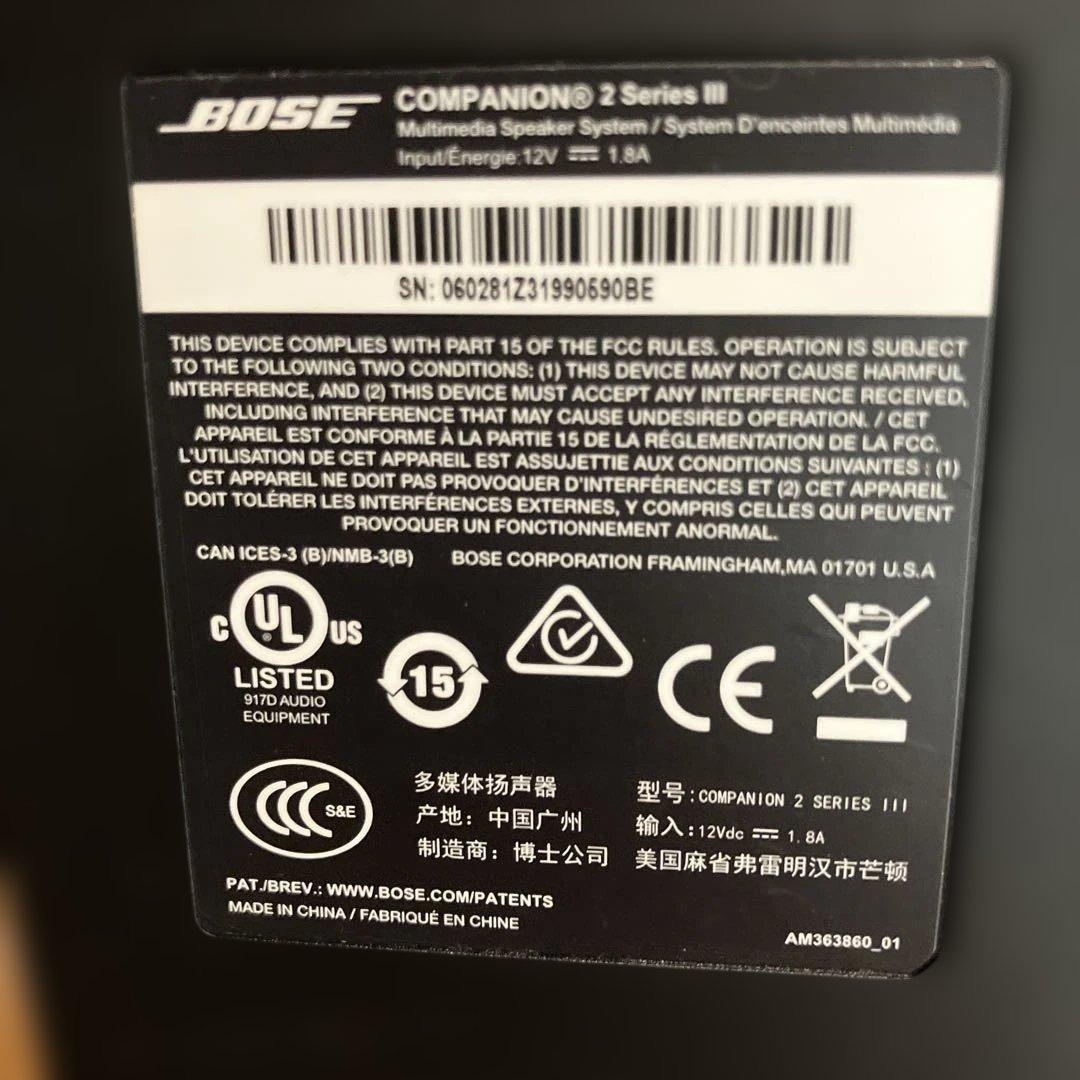 BOSE
COMPANION® 2 Series III
Multimedia Speaker System / System D'enceintes Multimédia
Input/Énergie: 12V ⎓ 1.8A
SN: 060281Z31990690BE
THIS DEVICE COMPLIES WITH PART 15 OF THE FCC RULES. OPERATION IS SUBJECT
TO THE FOLLOWING TWO CONDITIONS: (1) THIS DEVICE MAY NOT CAUSE HARMFUL
INTERFERENCE, AND (2) THIS DEVICE MUST ACCEPT ANY INTERFERENCE RECEIVED,
INCLUDING INTERFERENCE THAT MAY CAUSE UNDESIRED OPERATION. / CET
APPAREIL EST CONFORME À LA PARTIE 15 DE LA RÉGLEMENTATION DE LA FCC.
L'UTILISATION DE CET APPAREIL EST ASSUJETTIE AUX CONDITIONS SUIVANTES : (1)
CET APPAREIL NE DOIT PAS PROVOQUER D'INTERFÉRENCES ET (2) CET APPAREIL
DOIT TOLÉRER LES INTERFÉRENCES EXTERNES, Y COMPRIS CELLES QUI PEUVENT
PROVOQUER UN FONCTIONNEMENT ANORMAL.
CAN ICES-3 (B)/NMB-3(B)
BOSE CORPORATION FRAMINGHAM,MA 01701 U.S.A
C UL ® US
LISTED
917D AUDIO
EQUIPMENT
15
CE
CCC S&E
多媒体扬声器
产地：中国广州
制造商：博士公司
型号:COMPANION 2 SERIES III
输入:12Vdc ⎓ 1.8A
美国麻省弗雷明汉市芒顿
PAT./BREV.: WWW.BOSE.COM/PATENTS
MADE IN CHINA / FABRIQUÉ EN CHINE
AM363860_01